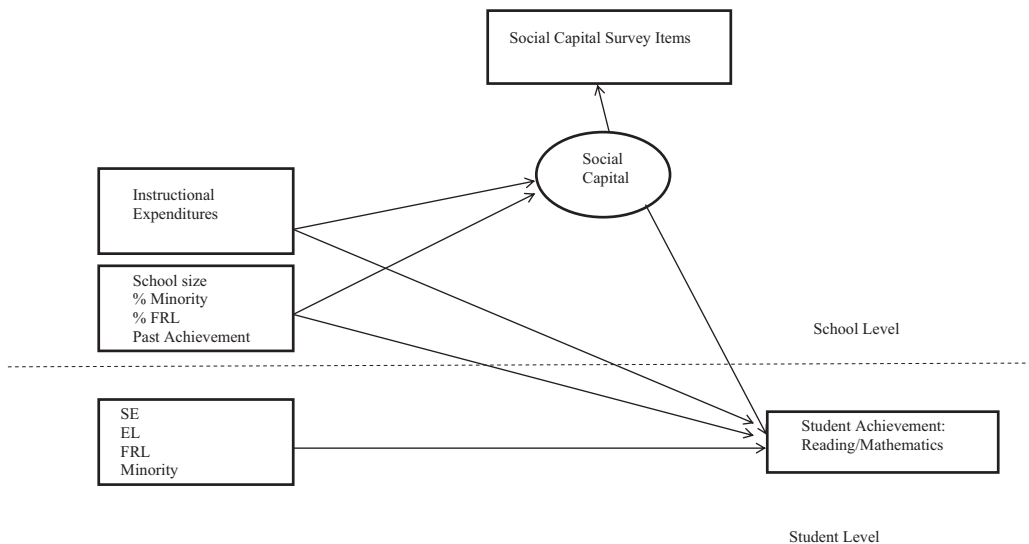 Social Capital Survey Items
Social
Capital
Instructional
Expenditures
School size
% Minority
% FRL
Past Achievement
School Level
SE
EL
FRL
Minority
Student Achievement:
Reading/Mathematics
Student Level